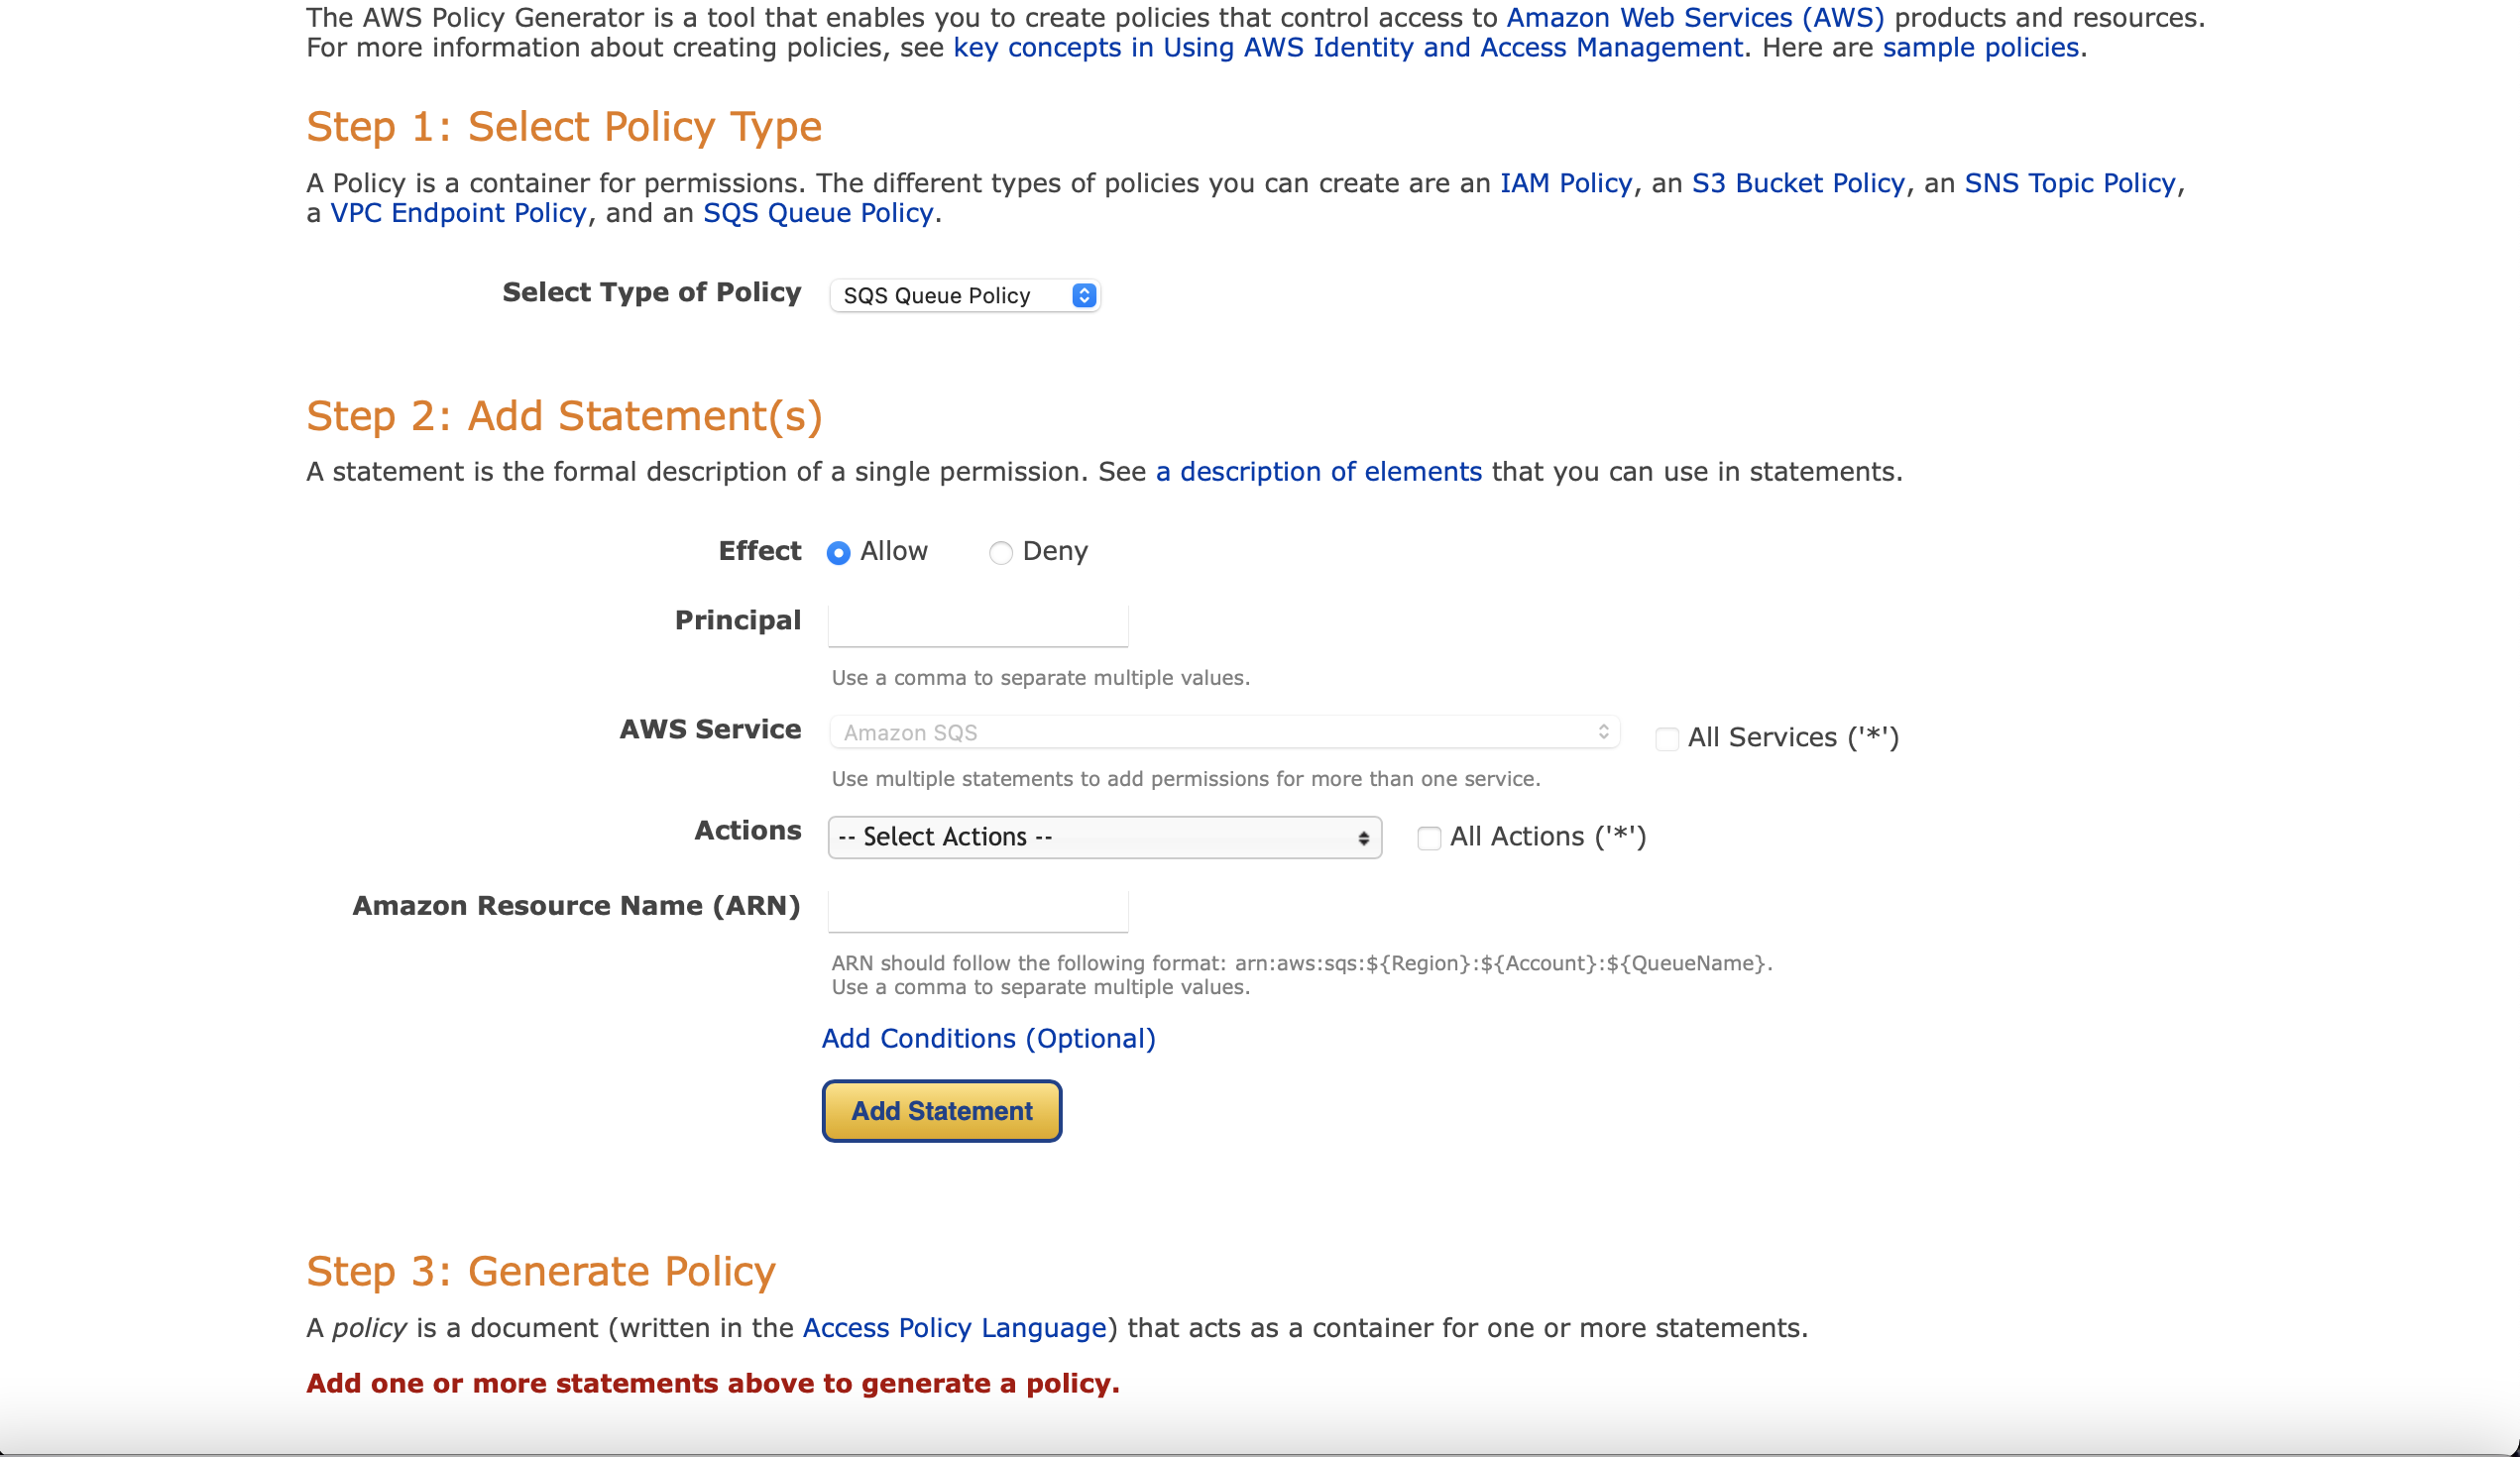 The AWS Policy Generator is a tool that enables you to create policies that control access to Amazon Web Services (AWS) products and resources.
For more information about creating policies, see key concepts in Using AWS Identity and Access Management. Here are sample policies.
Step 1: Select Policy Type
A Policy is a container for permissions. The different types of policies you can create are an IAM Policy, an S3 Bucket Policy, an SNS Topic Policy,
a VPC Endpoint Policy, and an SQS Queue Policy.
Select Type of Policy SQS Queue Policy
Step 2: Add Statement(s)
A statement is the formal description of a single permission. See a description of elements that you can use in statements.
Effect Allow Deny
Principal
Use a comma to separate multiple values.
AWS Service Amazon SQS All Services ('*')
Use multiple statements to add permissions for more than one service.
Actions -- Select Actions -- All Actions ('*')
Amazon Resource Name (ARN)
ARN should follow the following format: arn:aws:sqs:${Region}:${Account}:${QueueName}.
Use a comma to separate multiple values.
Add Conditions (Optional)
Add Statement
Step 3: Generate Policy
A policy is a document (written in the Access Policy Language) that acts as a container for one or more statements.
Add one or more statements above to generate a policy.